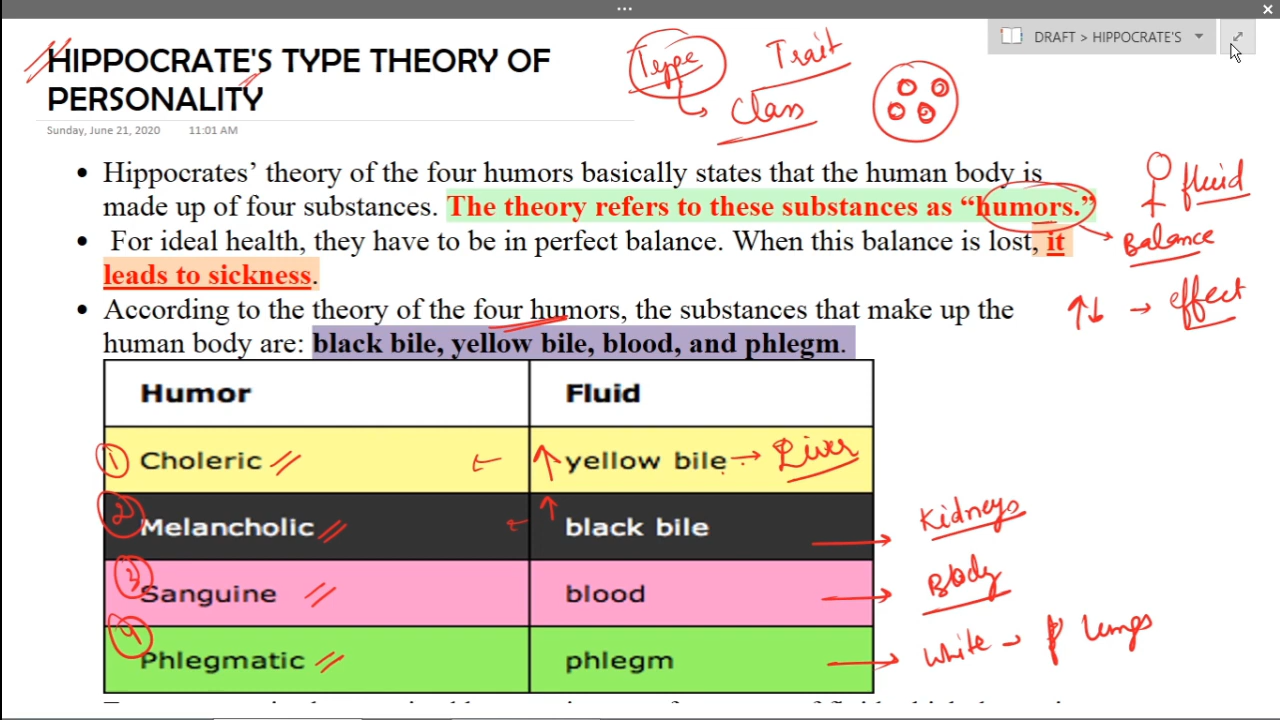 DRAFT > HIPPOCRATE'S
HIPPOCRATE'S TYPE THEORY OF
PERSONALITY
Sunday, June 21, 2020 11:01 AM
Type Trait
Class
• Hippocrates’ theory of the four humors basically states that the human body is
made up of four substances. The theory refers to these substances as “humors.”
fluid
• For ideal health, they have to be in perfect balance. When this balance is lost, it
leads to sickness.
Balance
• According to the theory of the four humors, the substances that make up the
human body are: black bile, yellow bile, blood, and phlegm.
↑↓ → effect
Humor Fluid
1 Choleric ← ↑ yellow bile → Liver
2 Melancholic ← ↑ black bile → Kidneys
3 Sanguine blood → Body
4 Phlegmatic phlegm → White → lungs